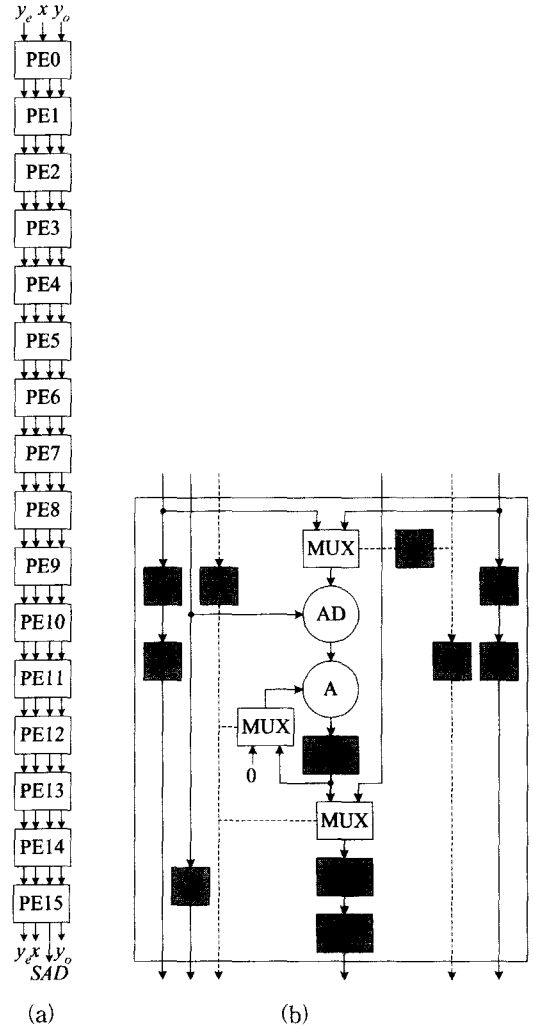 y_e x y_o
PE0
PE1
PE2
PE3
PE4
PE5
PE6
PE7
PE8
PE9
PE10
PE11
PE12
PE13
PE14
PE15
y_e x y_o
SAD
(a)
MUX
AD
A
MUX
0
MUX
(b)